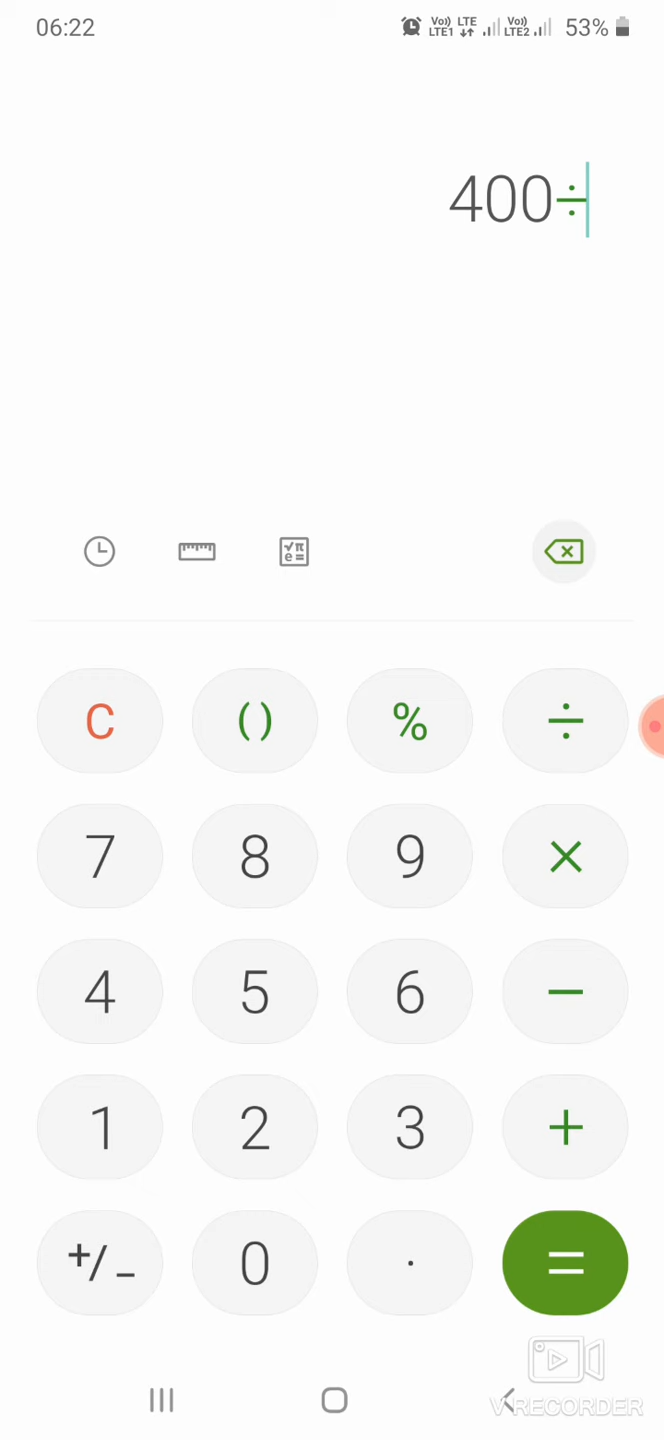 06:22 Vo) LTE1 LTE Vo) LTE2 53%
400÷
√π e=
C () % ÷
7 8 9 ×
4 5 6 −
1 2 3 +
+/− 0 . =
V RECORDER